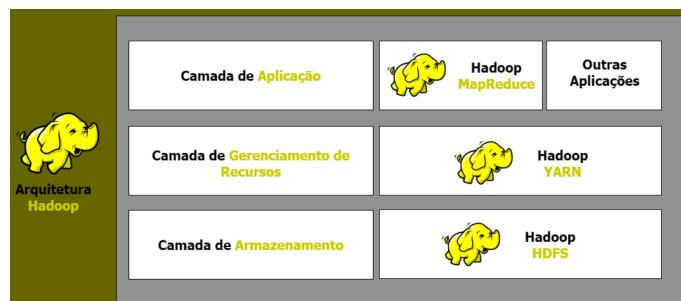 Arquitetura
Hadoop
Camada de Aplicação
Hadoop
MapReduce
Outras
Aplicações
Camada de Gerenciamento de
Recursos
Hadoop
YARN
Camada de Armazenamento
Hadoop
HDFS